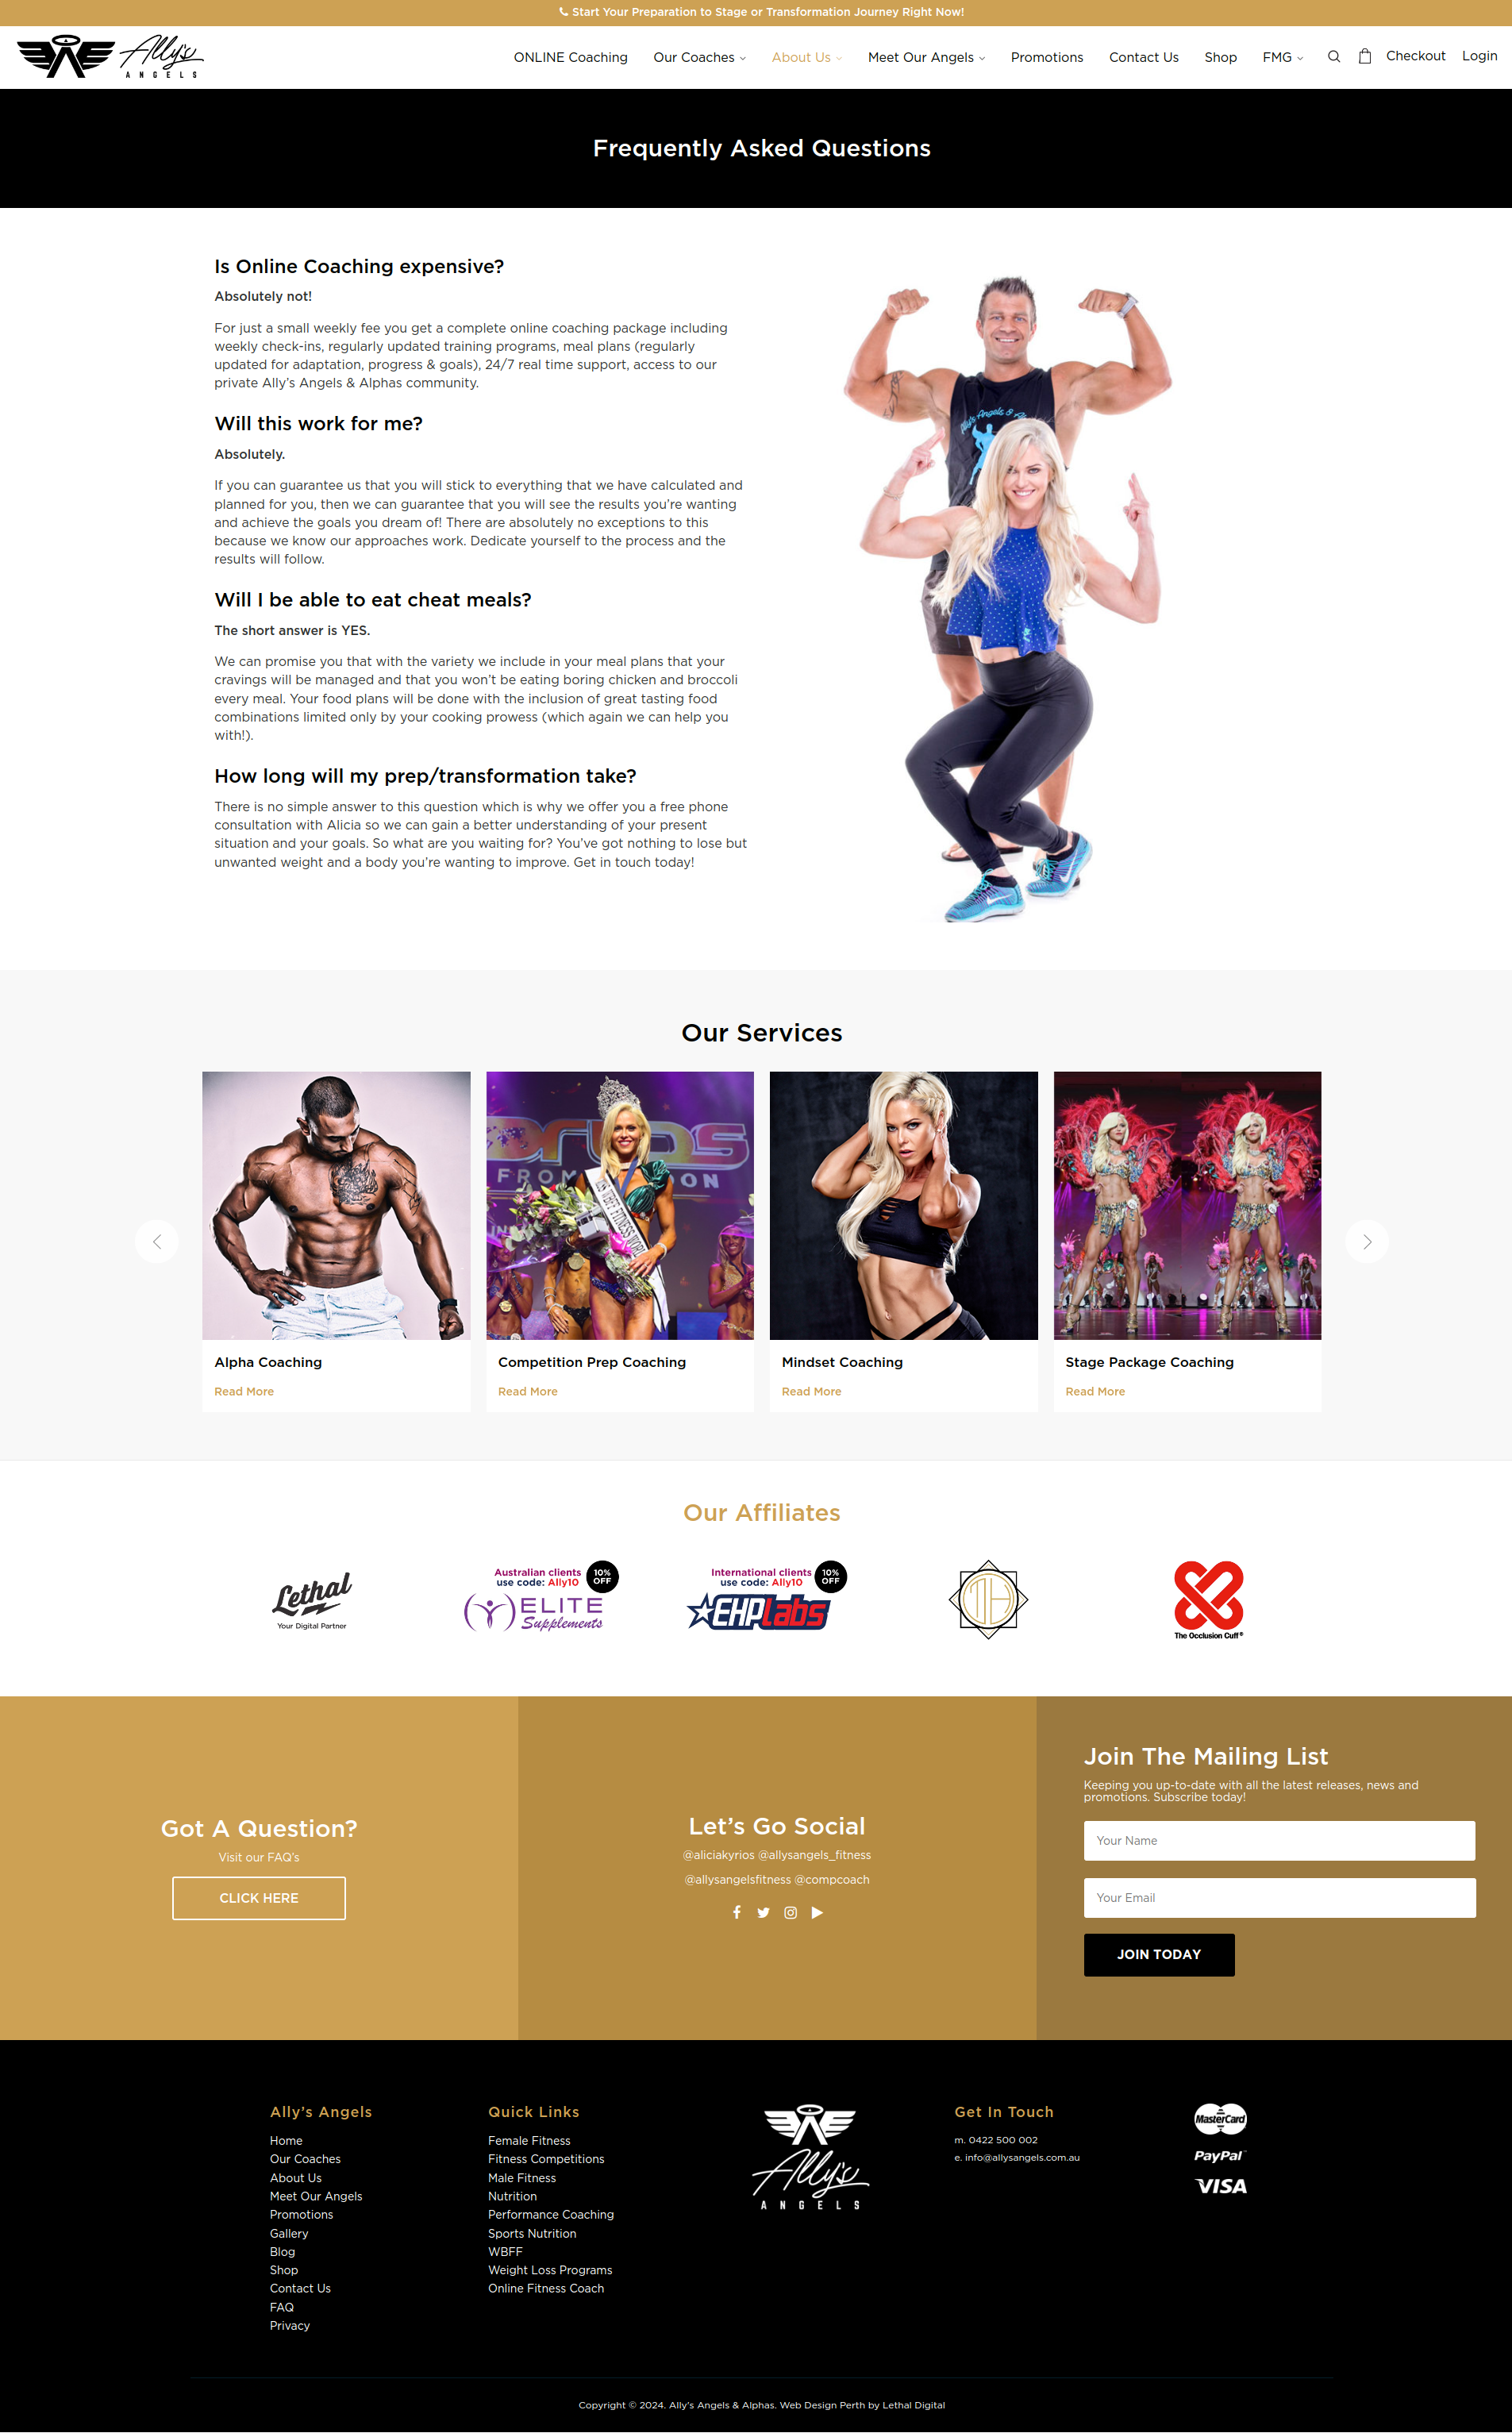 Start Your Preparation to Stage or Transformation Journey Right Now!
Ally's
ANGELS
ONLINE Coaching
Our Coaches
About Us
Meet Our Angels
Promotions
Contact Us
Shop
FMG
Checkout
Login
Frequently Asked Questions
Is Online Coaching expensive?
Absolutely not!
For just a small weekly fee you get a complete online coaching package including
weekly check-ins, regularly updated training programs, meal plans (regularly
updated for adaptation, progress & goals), 24/7 real time support, access to our
private Ally’s Angels & Alphas community.
Will this work for me?
Absolutely.
If you can guarantee us that you will stick to everything that we have calculated and
planned for you, then we can guarantee that you will see the results you’re wanting
and achieve the goals you dream of! There are absolutely no exceptions to this
because we know our approaches work. Dedicate yourself to the process and the
results will follow.
Will I be able to eat cheat meals?
The short answer is YES.
We can promise you that with the variety we include in your meal plans that your
cravings will be managed and that you won’t be eating boring chicken and broccoli
every meal. Your food plans will be done with the inclusion of great tasting food
combinations limited only by your cooking prowess (which again we can help you
with!).
How long will my prep/transformation take?
There is no simple answer to this question which is why we offer you a free phone
consultation with Alicia so we can gain a better understanding of your present
situation and your goals. So what are you waiting for? You’ve got nothing to lose but
unwanted weight and a body you’re wanting to improve. Get in touch today!
Our Services
Alpha Coaching
Read More
Competition Prep Coaching
Read More
Mindset Coaching
Read More
Stage Package Coaching
Read More
Our Affiliates
Lethal
Your Digital Partner
Australian clients
use code: Ally10
10%
OFF
ELITE
Supplements
International clients
use code: Ally10
10%
OFF
EHPlabs
The Occlusion Cuff®
Got A Question?
Visit our FAQ's
CLICK HERE
Let’s Go Social
@aliciakyrios @allysangels_fitness
@allysangelsfitness @compcoach
Join The Mailing List
Keeping you up-to-date with all the latest releases, news and
promotions. Subscribe today!
Your Name
Your Email
JOIN TODAY
Ally’s Angels
Home
Our Coaches
About Us
Meet Our Angels
Promotions
Gallery
Blog
Shop
Contact Us
FAQ
Privacy
Quick Links
Female Fitness
Fitness Competitions
Male Fitness
Nutrition
Performance Coaching
Sports Nutrition
WBFF
Weight Loss Programs
Online Fitness Coach
Ally's
ANGELS
Get In Touch
m. 0422 500 002
e. info@allysangels.com.au
MasterCard
PayPal
VISA
Copyright © 2024. Ally's Angels & Alphas. Web Design Perth by Lethal Digital